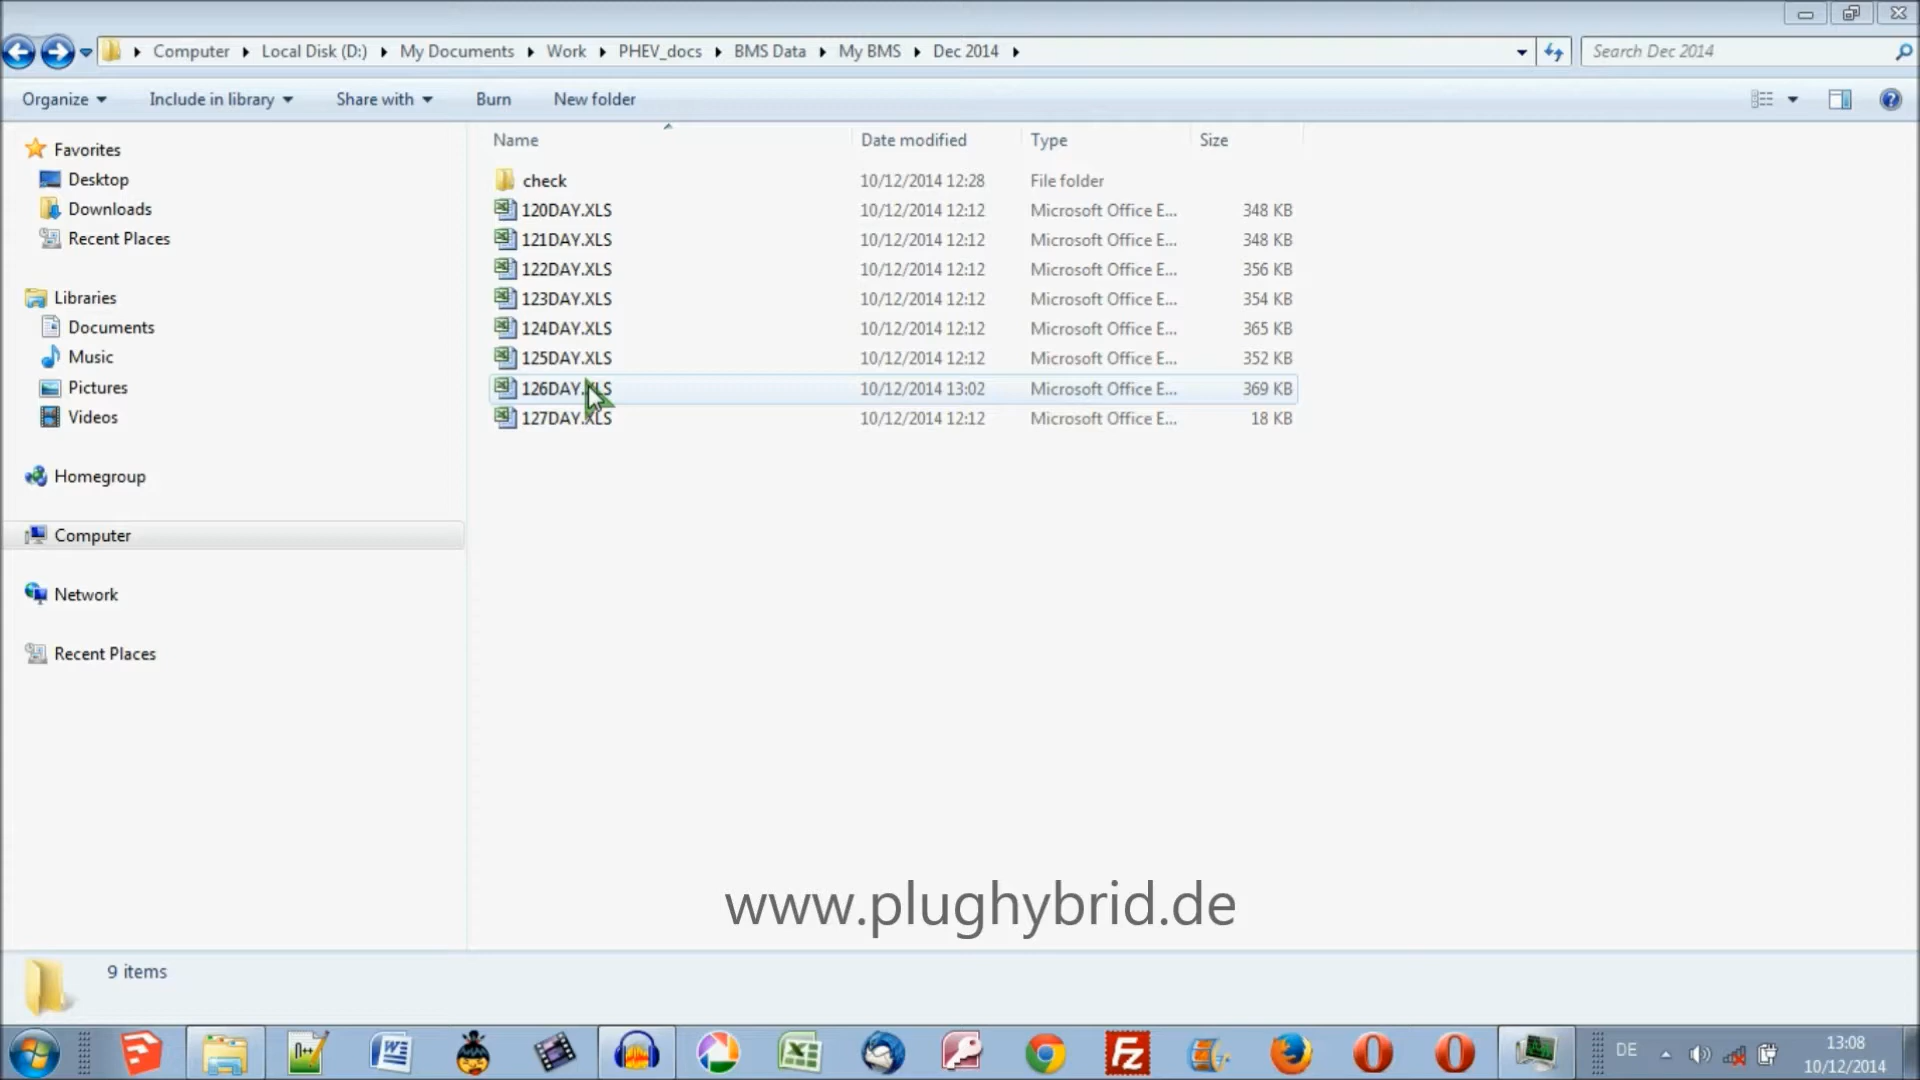 Computer Local Disk (D:) My Documents Work PHEV_docs BMS Data My BMS Dec 2014 Search Dec 2014
Organize Include in library Share with Burn New folder
Favorites
Desktop
Downloads
Recent Places
Libraries
Documents
Music
Pictures
Videos
Homegroup
Computer
Network
Recent Places
Name Date modified Type Size
check 10/12/2014 12:28 File folder
120DAY.XLS 10/12/2014 12:12 Microsoft Office E... 348 KB
121DAY.XLS 10/12/2014 12:12 Microsoft Office E... 348 KB
122DAY.XLS 10/12/2014 12:12 Microsoft Office E... 356 KB
123DAY.XLS 10/12/2014 12:12 Microsoft Office E... 354 KB
124DAY.XLS 10/12/2014 12:12 Microsoft Office E... 365 KB
125DAY.XLS 10/12/2014 12:12 Microsoft Office E... 352 KB
126DAY.XLS 10/12/2014 13:02 Microsoft Office E... 369 KB
127DAY.XLS 10/12/2014 12:12 Microsoft Office E... 18 KB
www.plughybrid.de
9 items
DE 13:08
10/12/2014